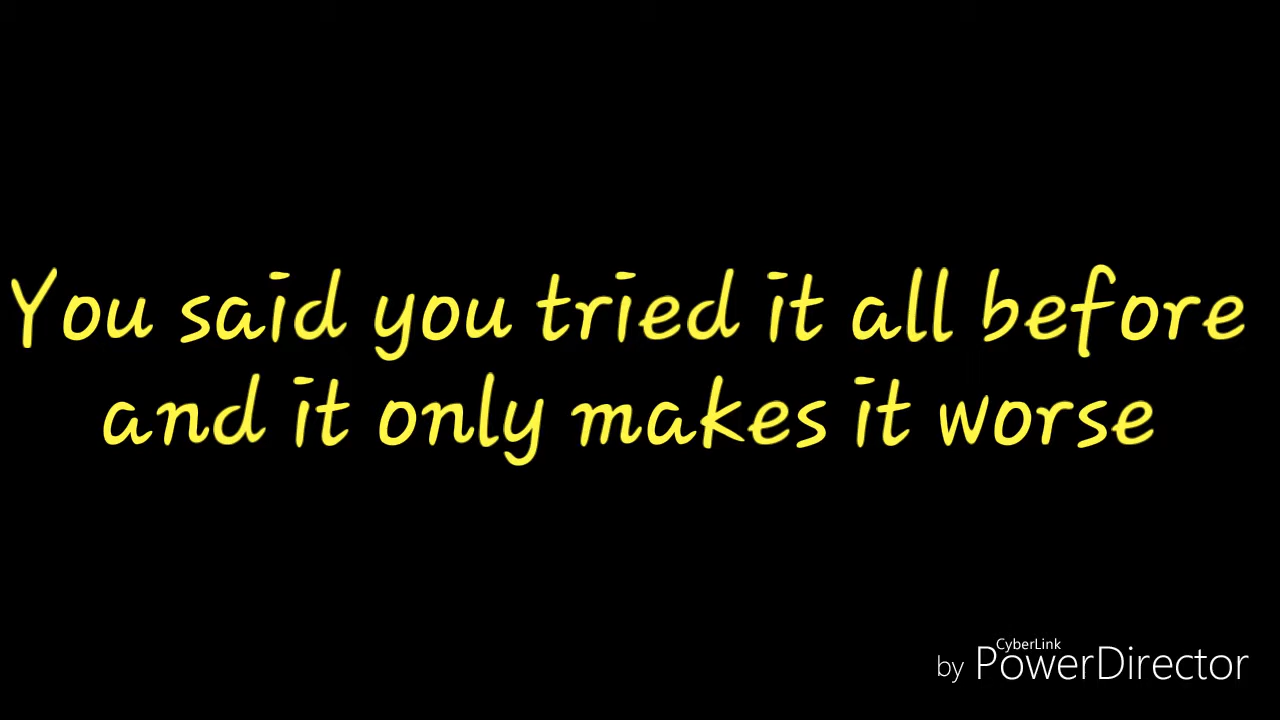 You said you tried it all before
and it only makes it worse
CyberLink
by PowerDirector